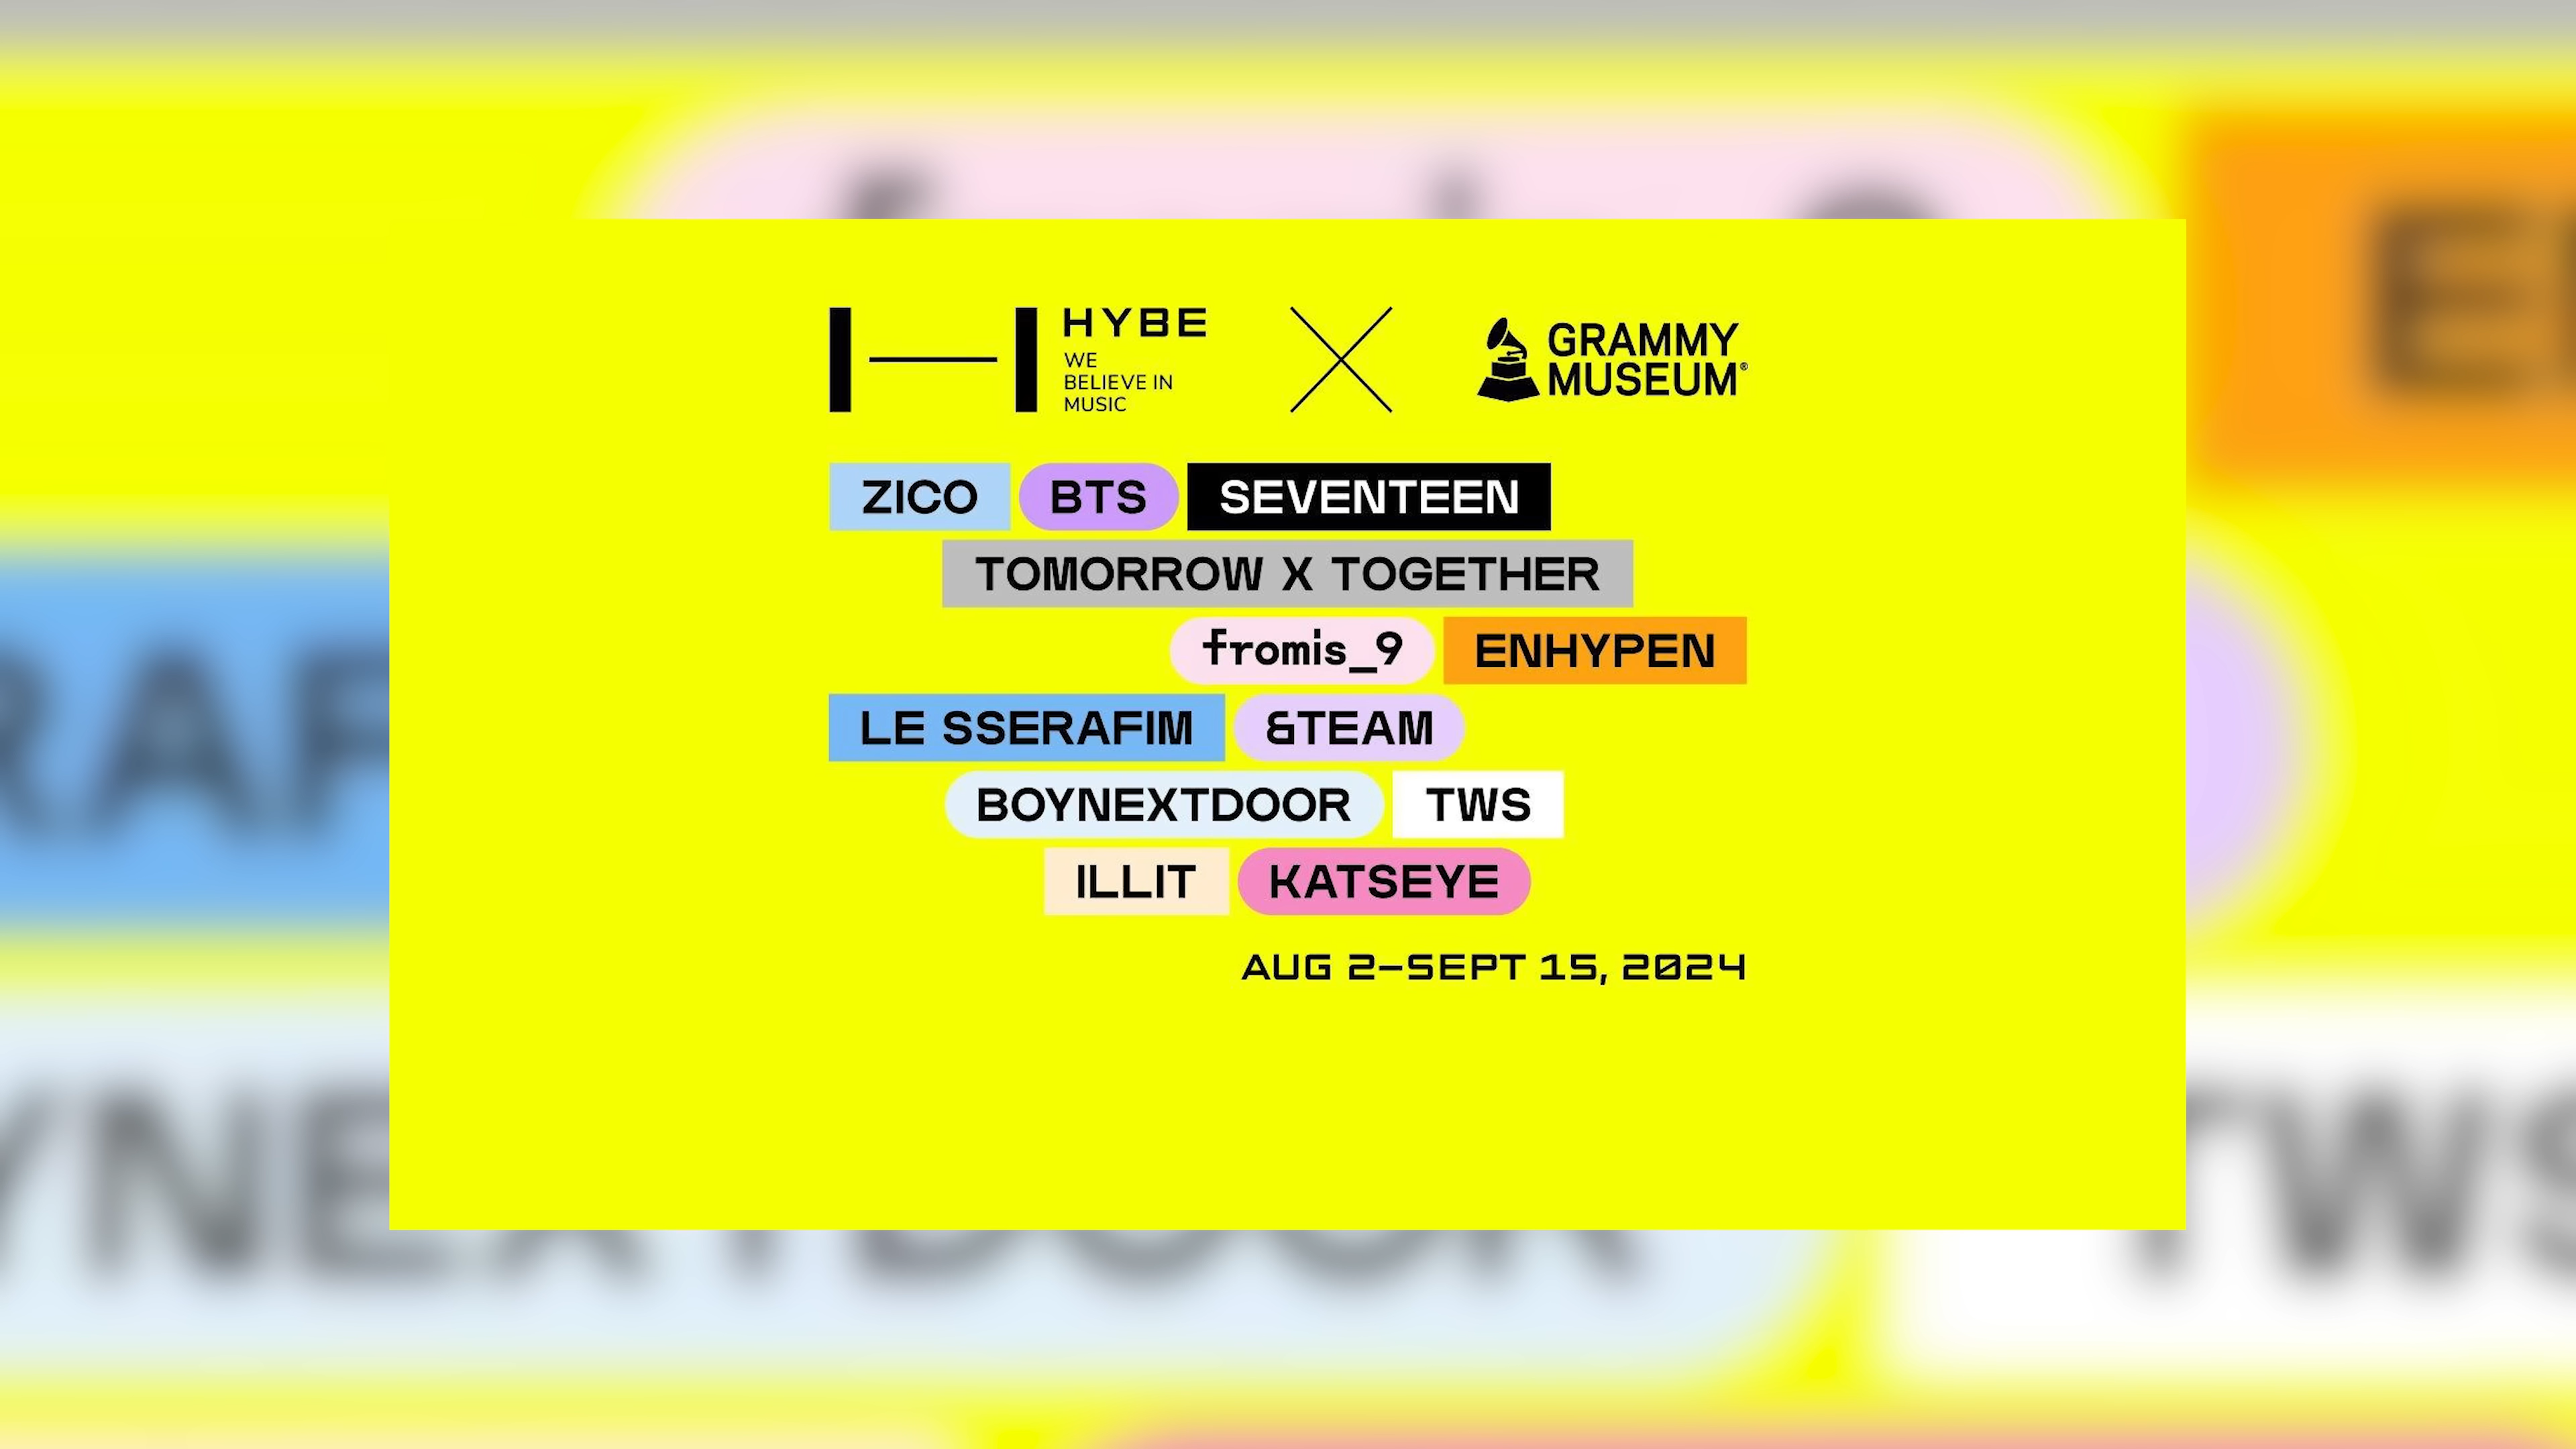 HYBE
WE
BELIEVE IN
MUSIC
GRAMMY
MUSEUM®
ZICO BTS SEVENTEEN
TOMORROW X TOGETHER
fromis_9 ENHYPEN
LE SSERAFIM &TEAM
BOYNEXTDOOR TWS
ILLIT KATSEYE
AUG 2–SEPT 15, 2024